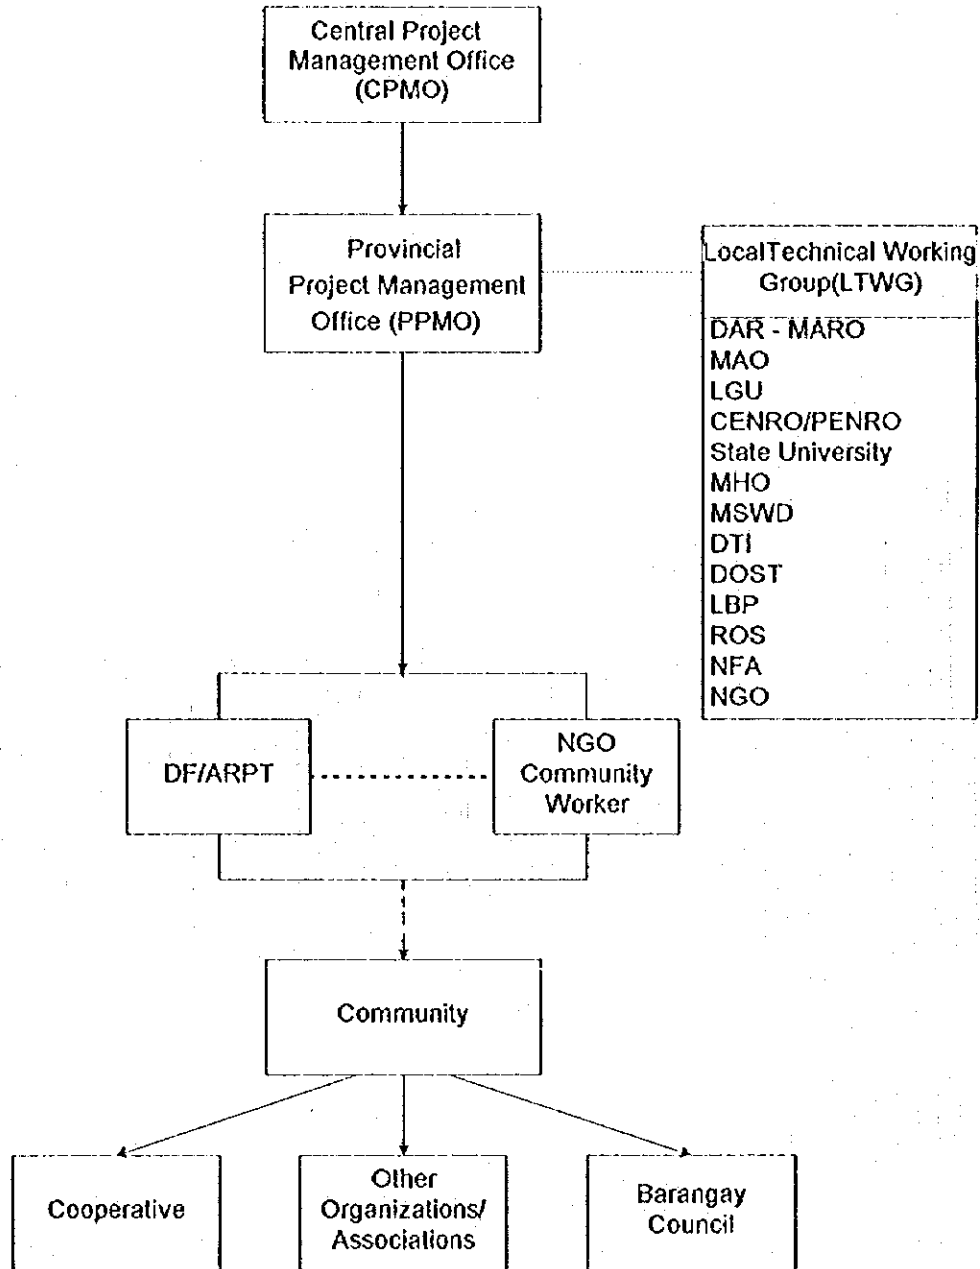 Central Project
Management Office
(CPMO)
Provincial
Project Management
Office (PPMO)
LocalTechnical Working
Group(LTWG)
DAR - MARO
MAO
LGU
CENRO/PENRO
State University
MHO
MSWD
DTI
DOST
LBP
ROS
NFA
NGO
DF/ARPT
NGO
Community
Worker
Community
Cooperative
Other
Organizations/
Associations
Barangay
Council